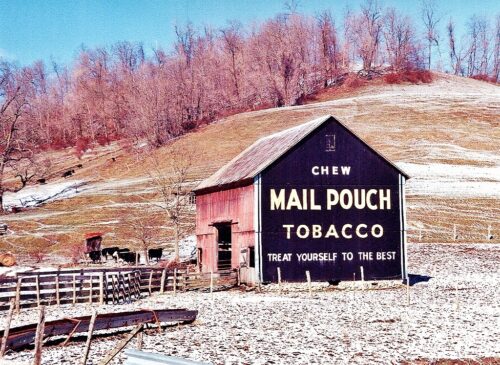 CHEW
MAIL POUCH
TOBACCO
TREAT YOURSELF TO THE BEST